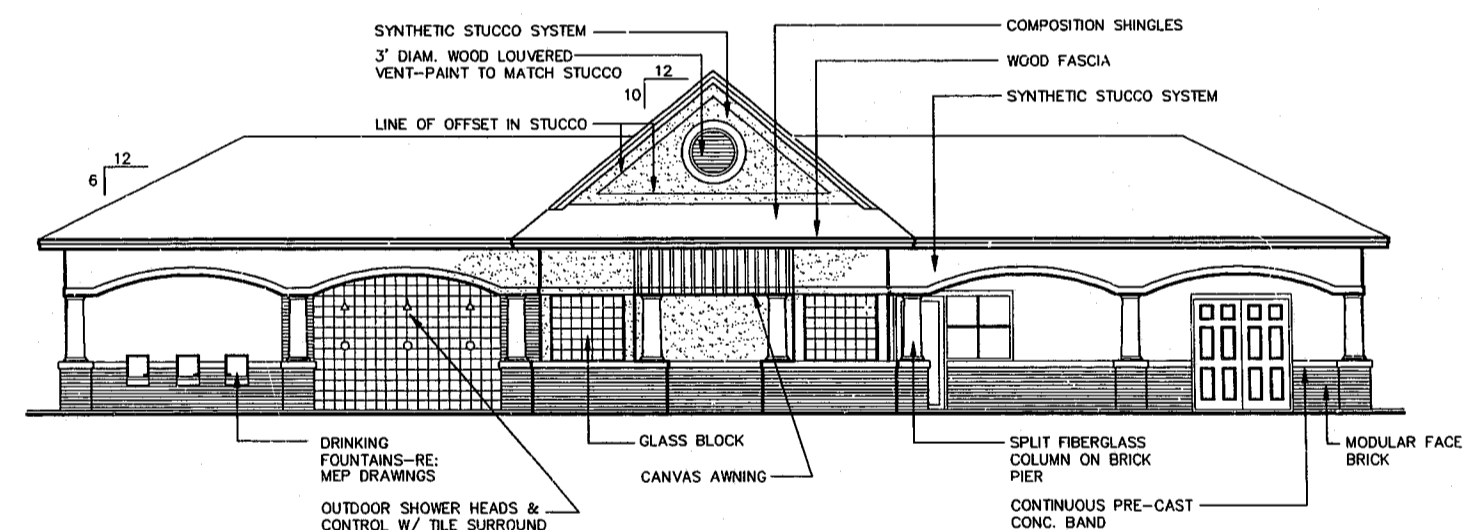 SYNTHETIC STUCCO SYSTEM
3' DIAM. WOOD LOUVERED
VENT-PAINT TO MATCH STUCCO
12
10
LINE OF OFFSET IN STUCCO
12
6
COMPOSITION SHINGLES
WOOD FASCIA
SYNTHETIC STUCCO SYSTEM
DRINKING
FOUNTAINS-RE:
MEP DRAWINGS
OUTDOOR SHOWER HEADS &
CONTROL W/ TILE SURROUND
GLASS BLOCK
CANVAS AWNING
SPLIT FIBERGLASS
COLUMN ON BRICK
PIER
CONTINUOUS PRE-CAST
CONC. BAND
MODULAR FACE
BRICK